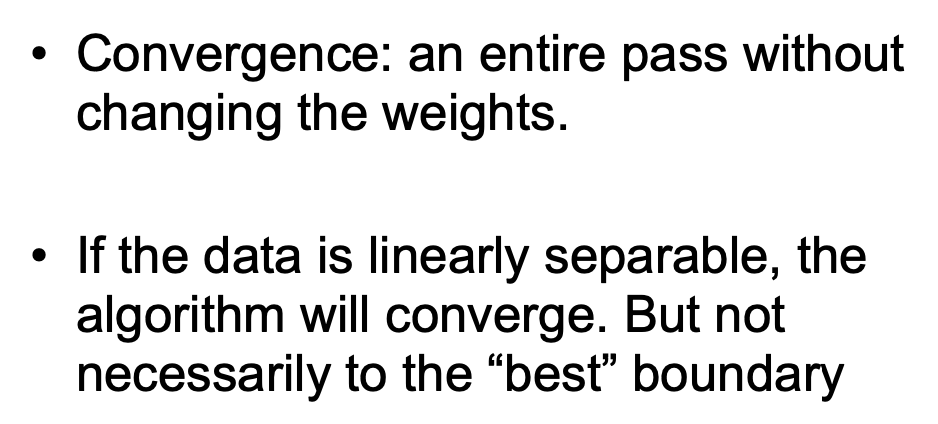 • Convergence: an entire pass without
changing the weights.
• If the data is linearly separable, the
algorithm will converge. But not
necessarily to the “best” boundary